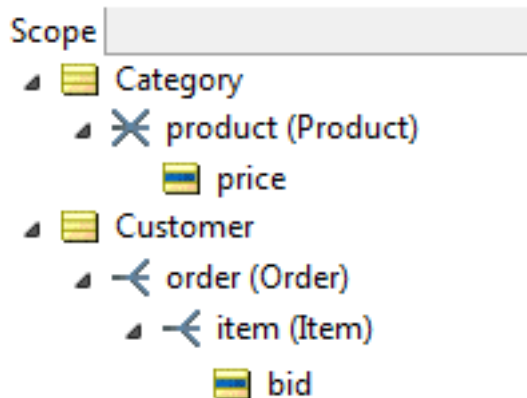 Scope
Category
product (Product)
price
Customer
order (Order)
item (Item)
bid